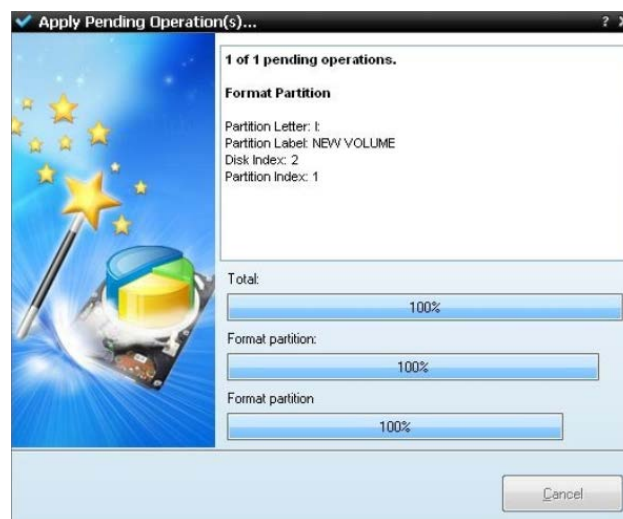 Apply Pending Operation(s)...
? X
1 of 1 pending operations.
Format Partition
Partition Letter: I:
Partition Label: NEW VOLUME
Disk Index: 2
Partition Index: 1
Total:
100%
Format partition:
100%
Format partition
100%
Cancel